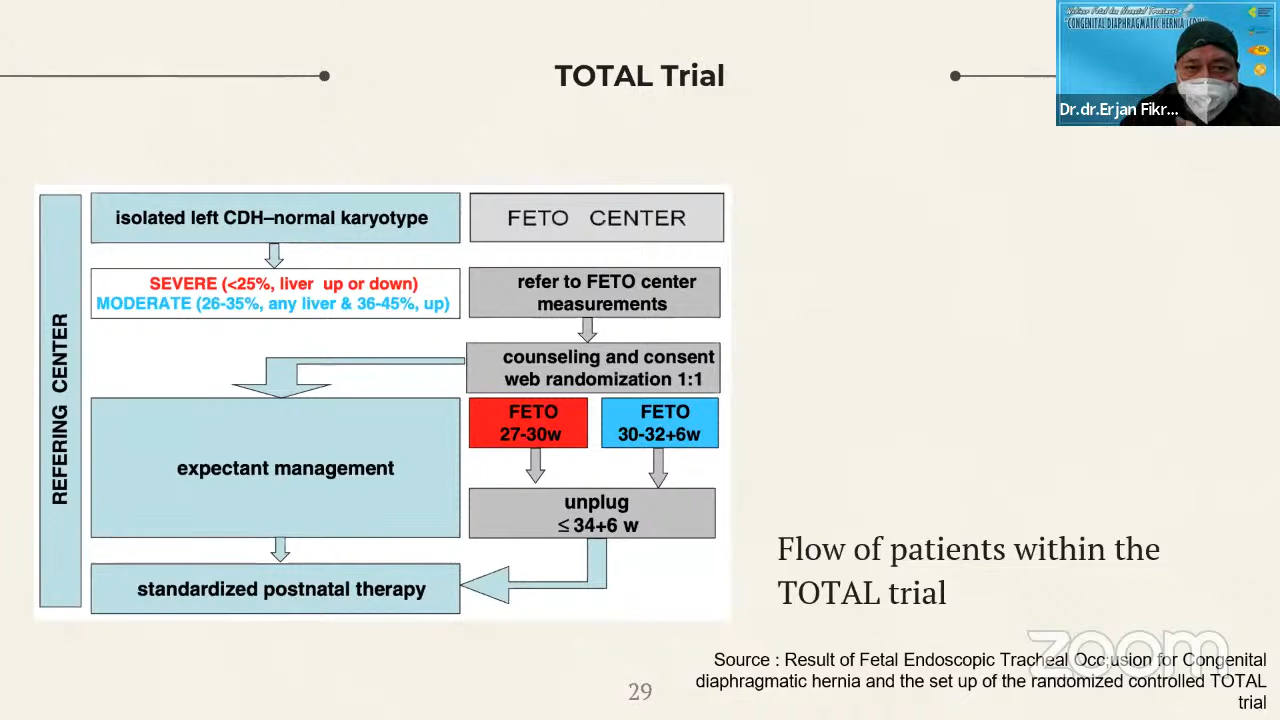 TOTAL Trial
"CONGENITAL DIAPHRAGMATIC HERNIA
Dr.dr.Erjan Fikr...
REFERING CENTER
isolated left CDH–normal karyotype
FETO CENTER
SEVERE (<25%, liver up or down)
MODERATE (26-35%, any liver & 36-45%, up)
refer to FETO center
measurements
counseling and consent
web randomization 1:1
expectant management
FETO
27-30w
FETO
30-32+6w
unplug
≤ 34+6 w
standardized postnatal therapy
Flow of patients within the
TOTAL trial
Source : Result of Fetal Endoscopic Tracheal Occlusion for Congenital
diaphragmatic hernia and the set up of the randomized controlled TOTAL
trial
zoom
29